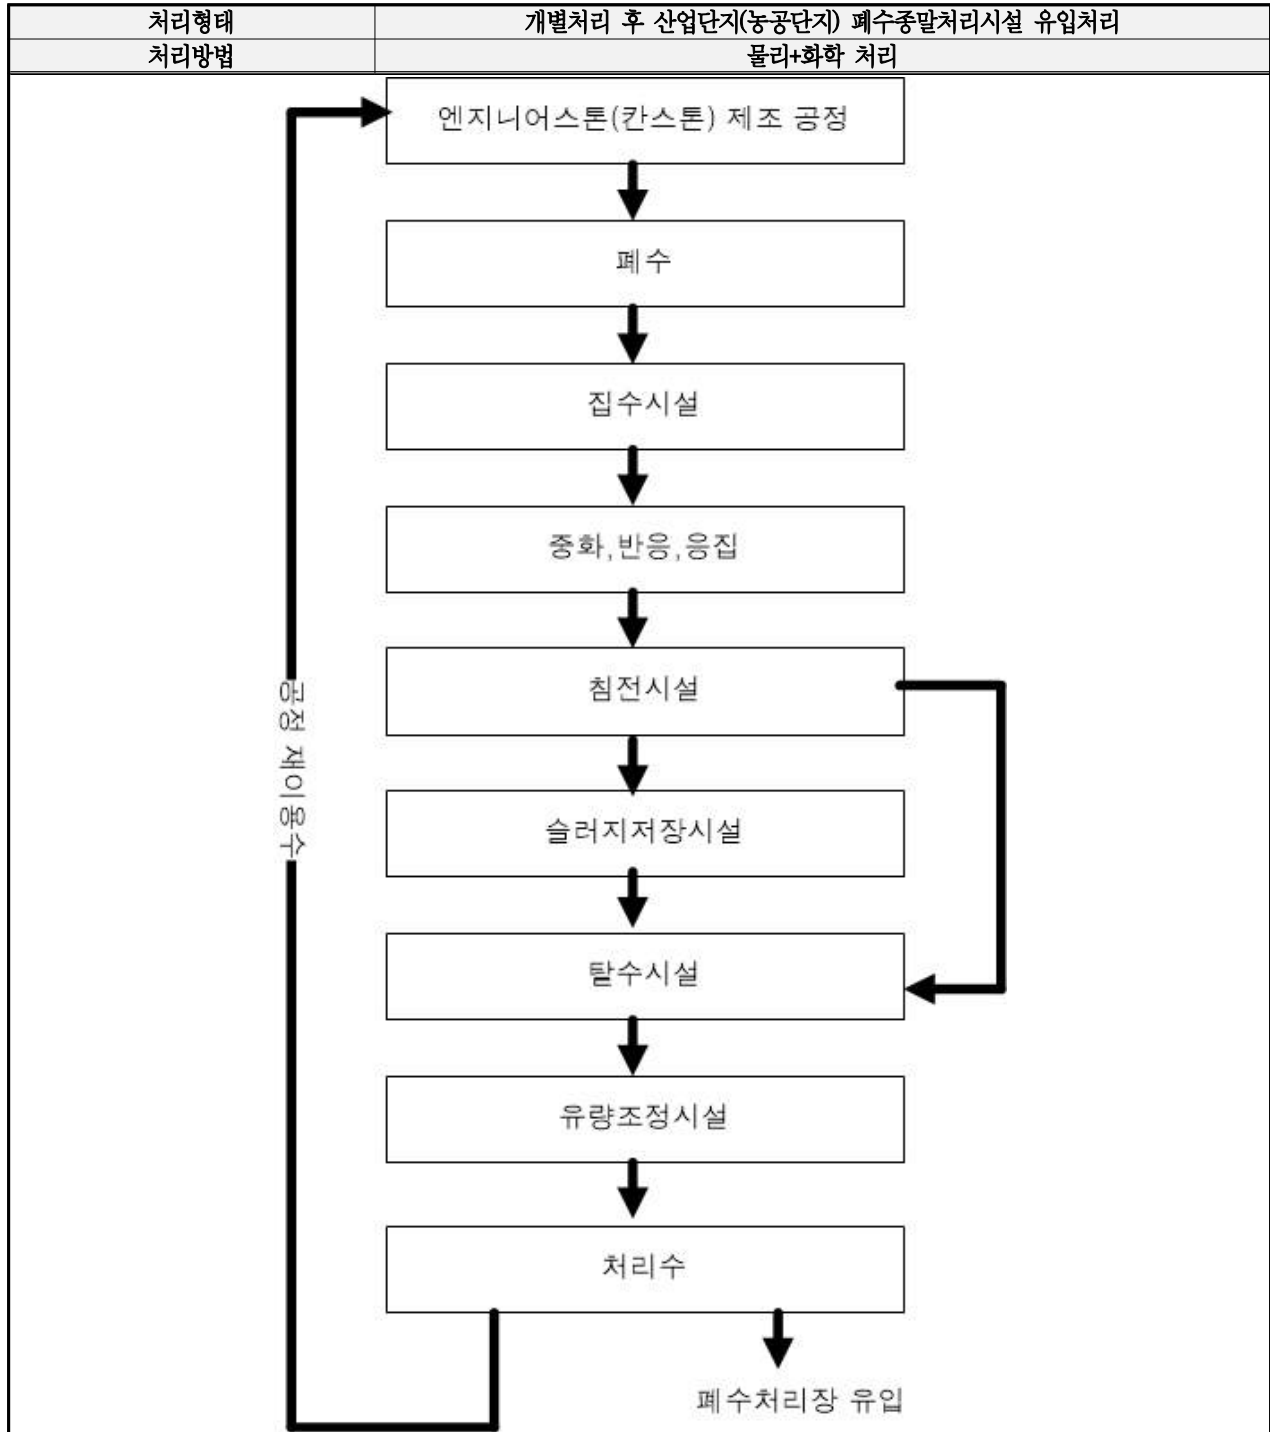 처리형태 개별처리 후 산업단지(농공단지) 폐수종말처리시설 유입처리
처리방법 물리+화학 처리
엔지니어스톤(칸스톤) 제조 공정
폐수
집수시설
중화,반응,응집
침전시설
공정 재이용수
슬러지저장시설
탈수시설
유량조정시설
처리수
폐수처리장 유입